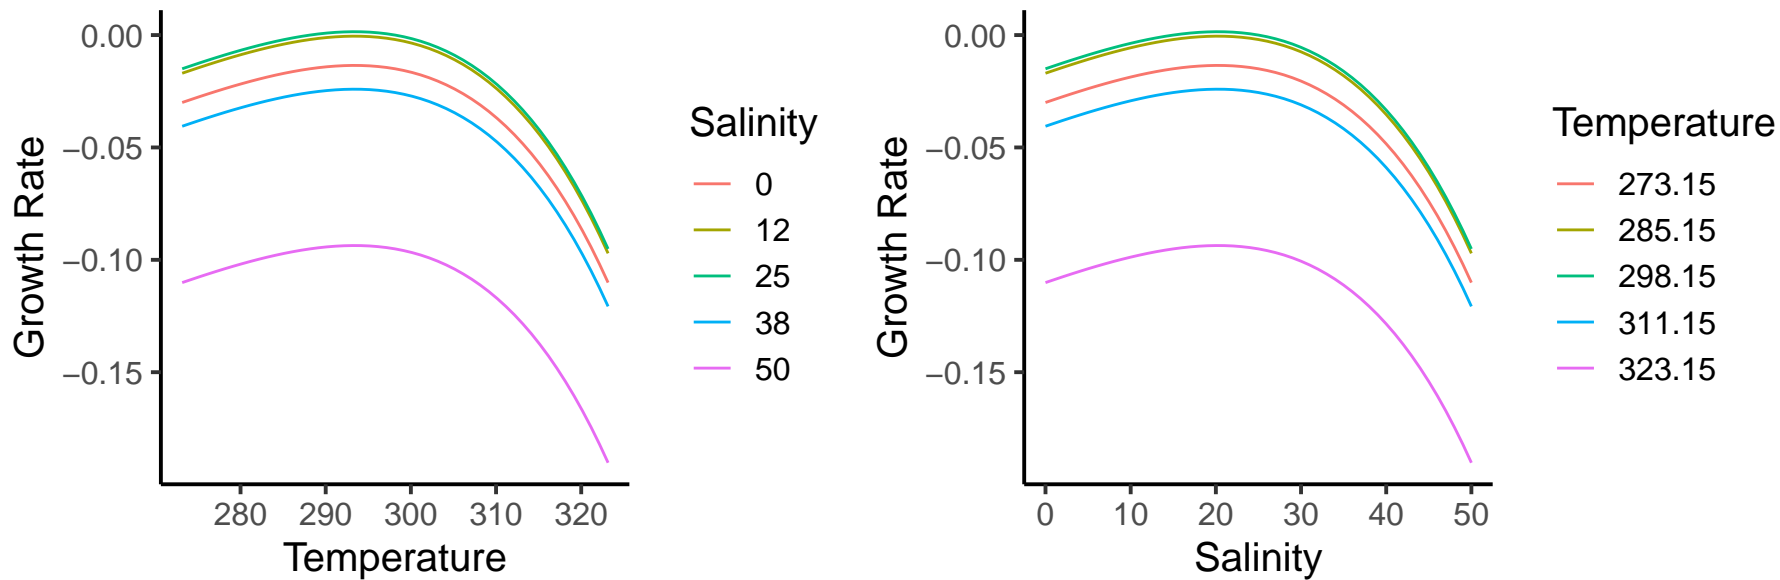 0.00
−0.05
−0.10
−0.15
Growth Rate
280 290 300 310 320
Temperature
Salinity
0
12
25
38
50
0.00
−0.05
−0.10
−0.15
Growth Rate
0 10 20 30 40 50
Salinity
Temperature
273.15
285.15
298.15
311.15
323.15